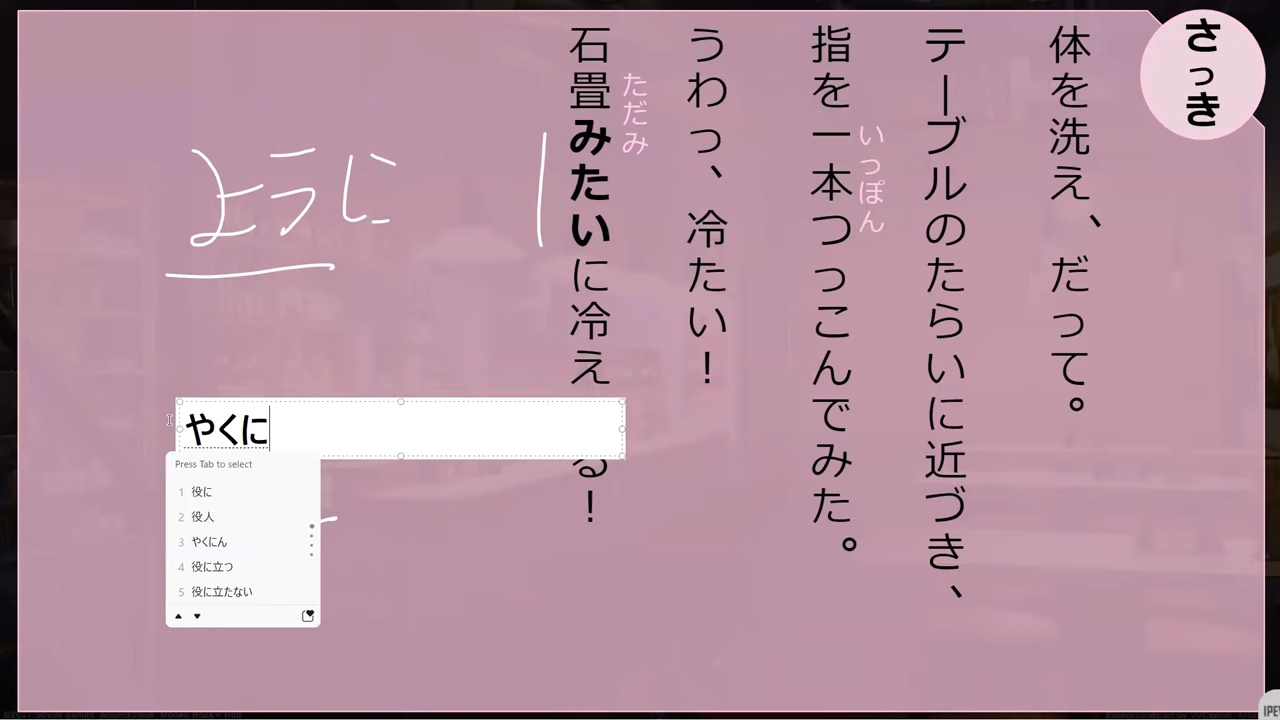 さっき
体を洗え、だって。
テーブルのたらいに近づき、
いっぽん
指を一本つっこんでみた。
うわっ、冷たい！
ただみ
石畳みたいに冷え
る！
ように
やくに
Press Tab to select
1 役に
2 役人
3 やくにん
4 役に立つ
5 役に立たない
IPEV